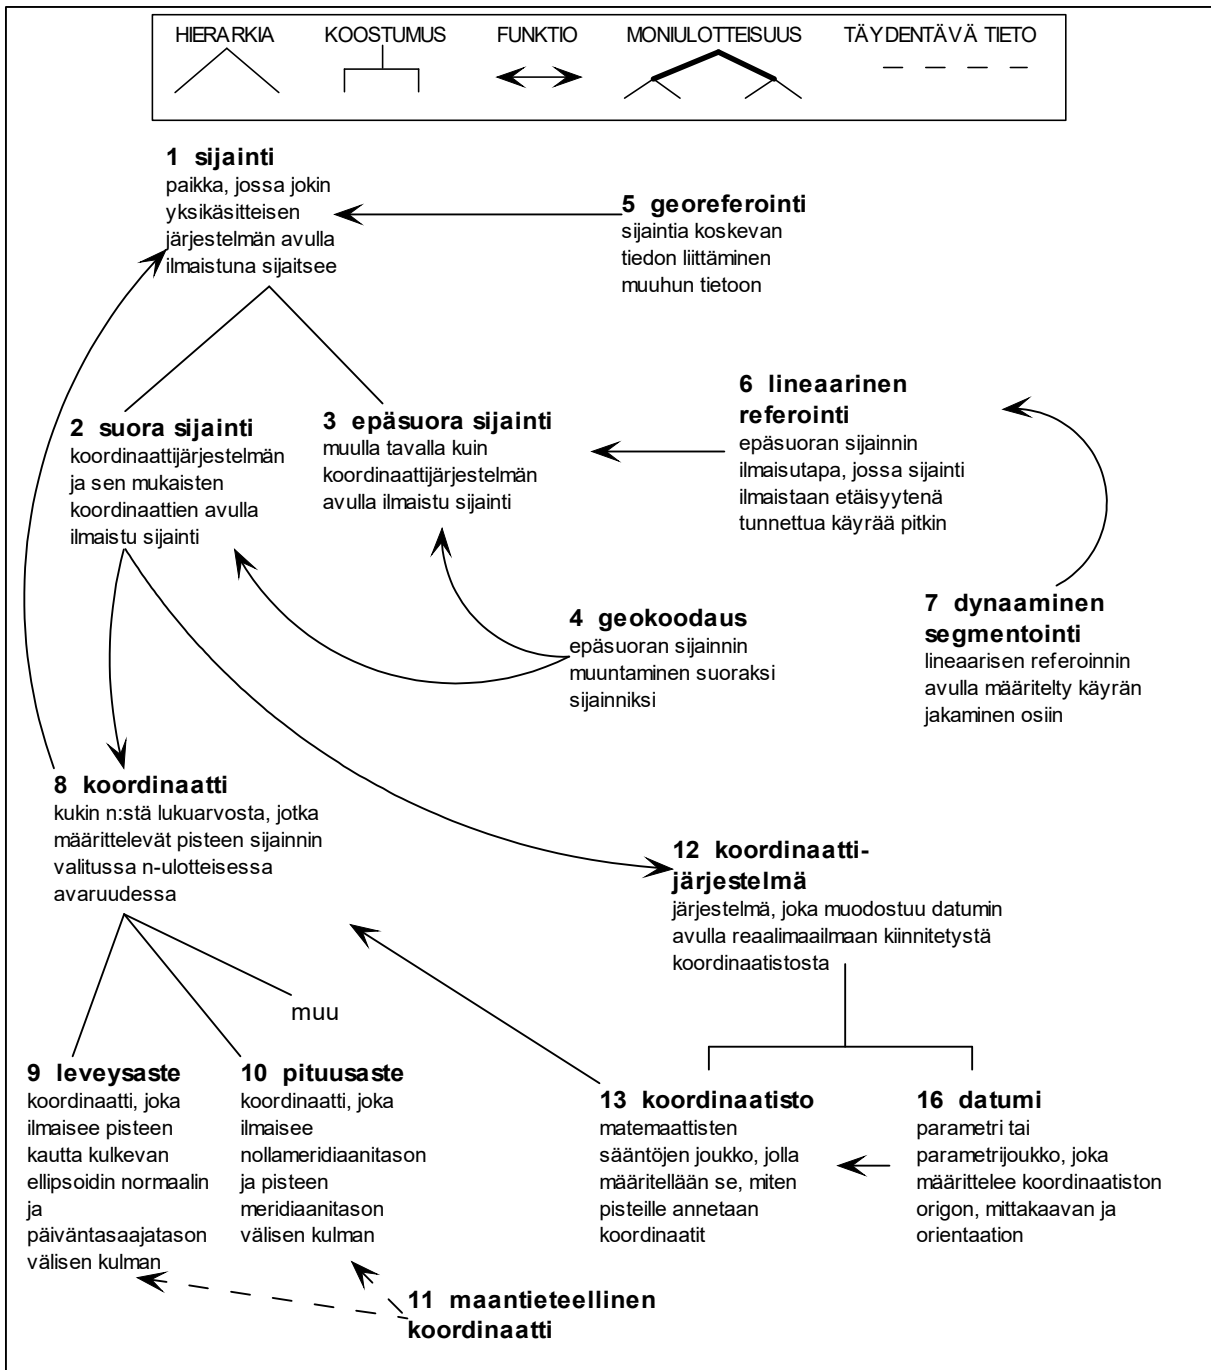 HIERARKIA KOOSTUMUS FUNKTIO MONIULOTTEISUUS TÄYDENTÄVÄ TIETO
1 sijainti
paikka, jossa jokin
yksikäsitteisen
järjestelmän avulla
ilmaistuna sijaitsee
5 georeferointi
sijaintia koskevan
tiedon liittäminen
muuhun tietoon
2 suora sijainti
koordinaattijärjestelmän
ja sen mukaisten
koordinaattien avulla
ilmaistu sijainti
3 epäsuora sijainti
muulla tavalla kuin
koordinaattijärjestelmän
avulla ilmaistu sijainti
6 lineaarinen
referointi
epäsuoran sijainnin
ilmaisutapa, jossa sijainti
ilmaistaan etäisyytenä
tunnettua käyrää pitkin
4 geokoodaus
epäsuoran sijainnin
muuntaminen suoraksi
sijainniksi
7 dynaaminen
segmentointi
lineaarisen referoinnin
avulla määritelty käyrän
jakaminen osiin
8 koordinaatti
kukin n:stä lukuarvosta, jotka
määrittelevät pisteen sijainnin
valitussa n-ulotteisessa
avaruudessa
12 koordinaatti-
järjestelmä
järjestelmä, joka muodostuu datumin
avulla reaalimaailmaan kiinnitetystä
koordinaatistosta
muu
9 leveysaste
koordinaatti, joka
ilmaisee pisteen
kautta kulkevan
ellipsoidin normaalin
ja
päiväntasaajatason
välisen kulman
10 pituusaste
koordinaatti, joka
ilmaisee
nollameridiaanitason
ja pisteen
meridiaanitason
välisen kulman
13 koordinaatisto
matemaattisten
sääntöjen joukko, jolla
määritellään se, miten
pisteille annetaan
koordinaatit
16 datumi
parametri tai
parametrijoukko, joka
määrittelee koordinaatiston
origon, mittakaavan ja
orientaation
11 maantieteellinen
koordinaatti